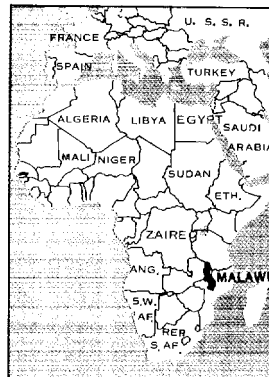 U. S. S. R.
FRANCE
SPAIN
TURKEY
ALGERIA
LIBYA
EGYPT
SAUDI
ARABIA
MALI
NIGER
SUDAN
ETH.
ZAIRE
ANG.
MALAWI
S.W.
AF.
REP.
S. AF.